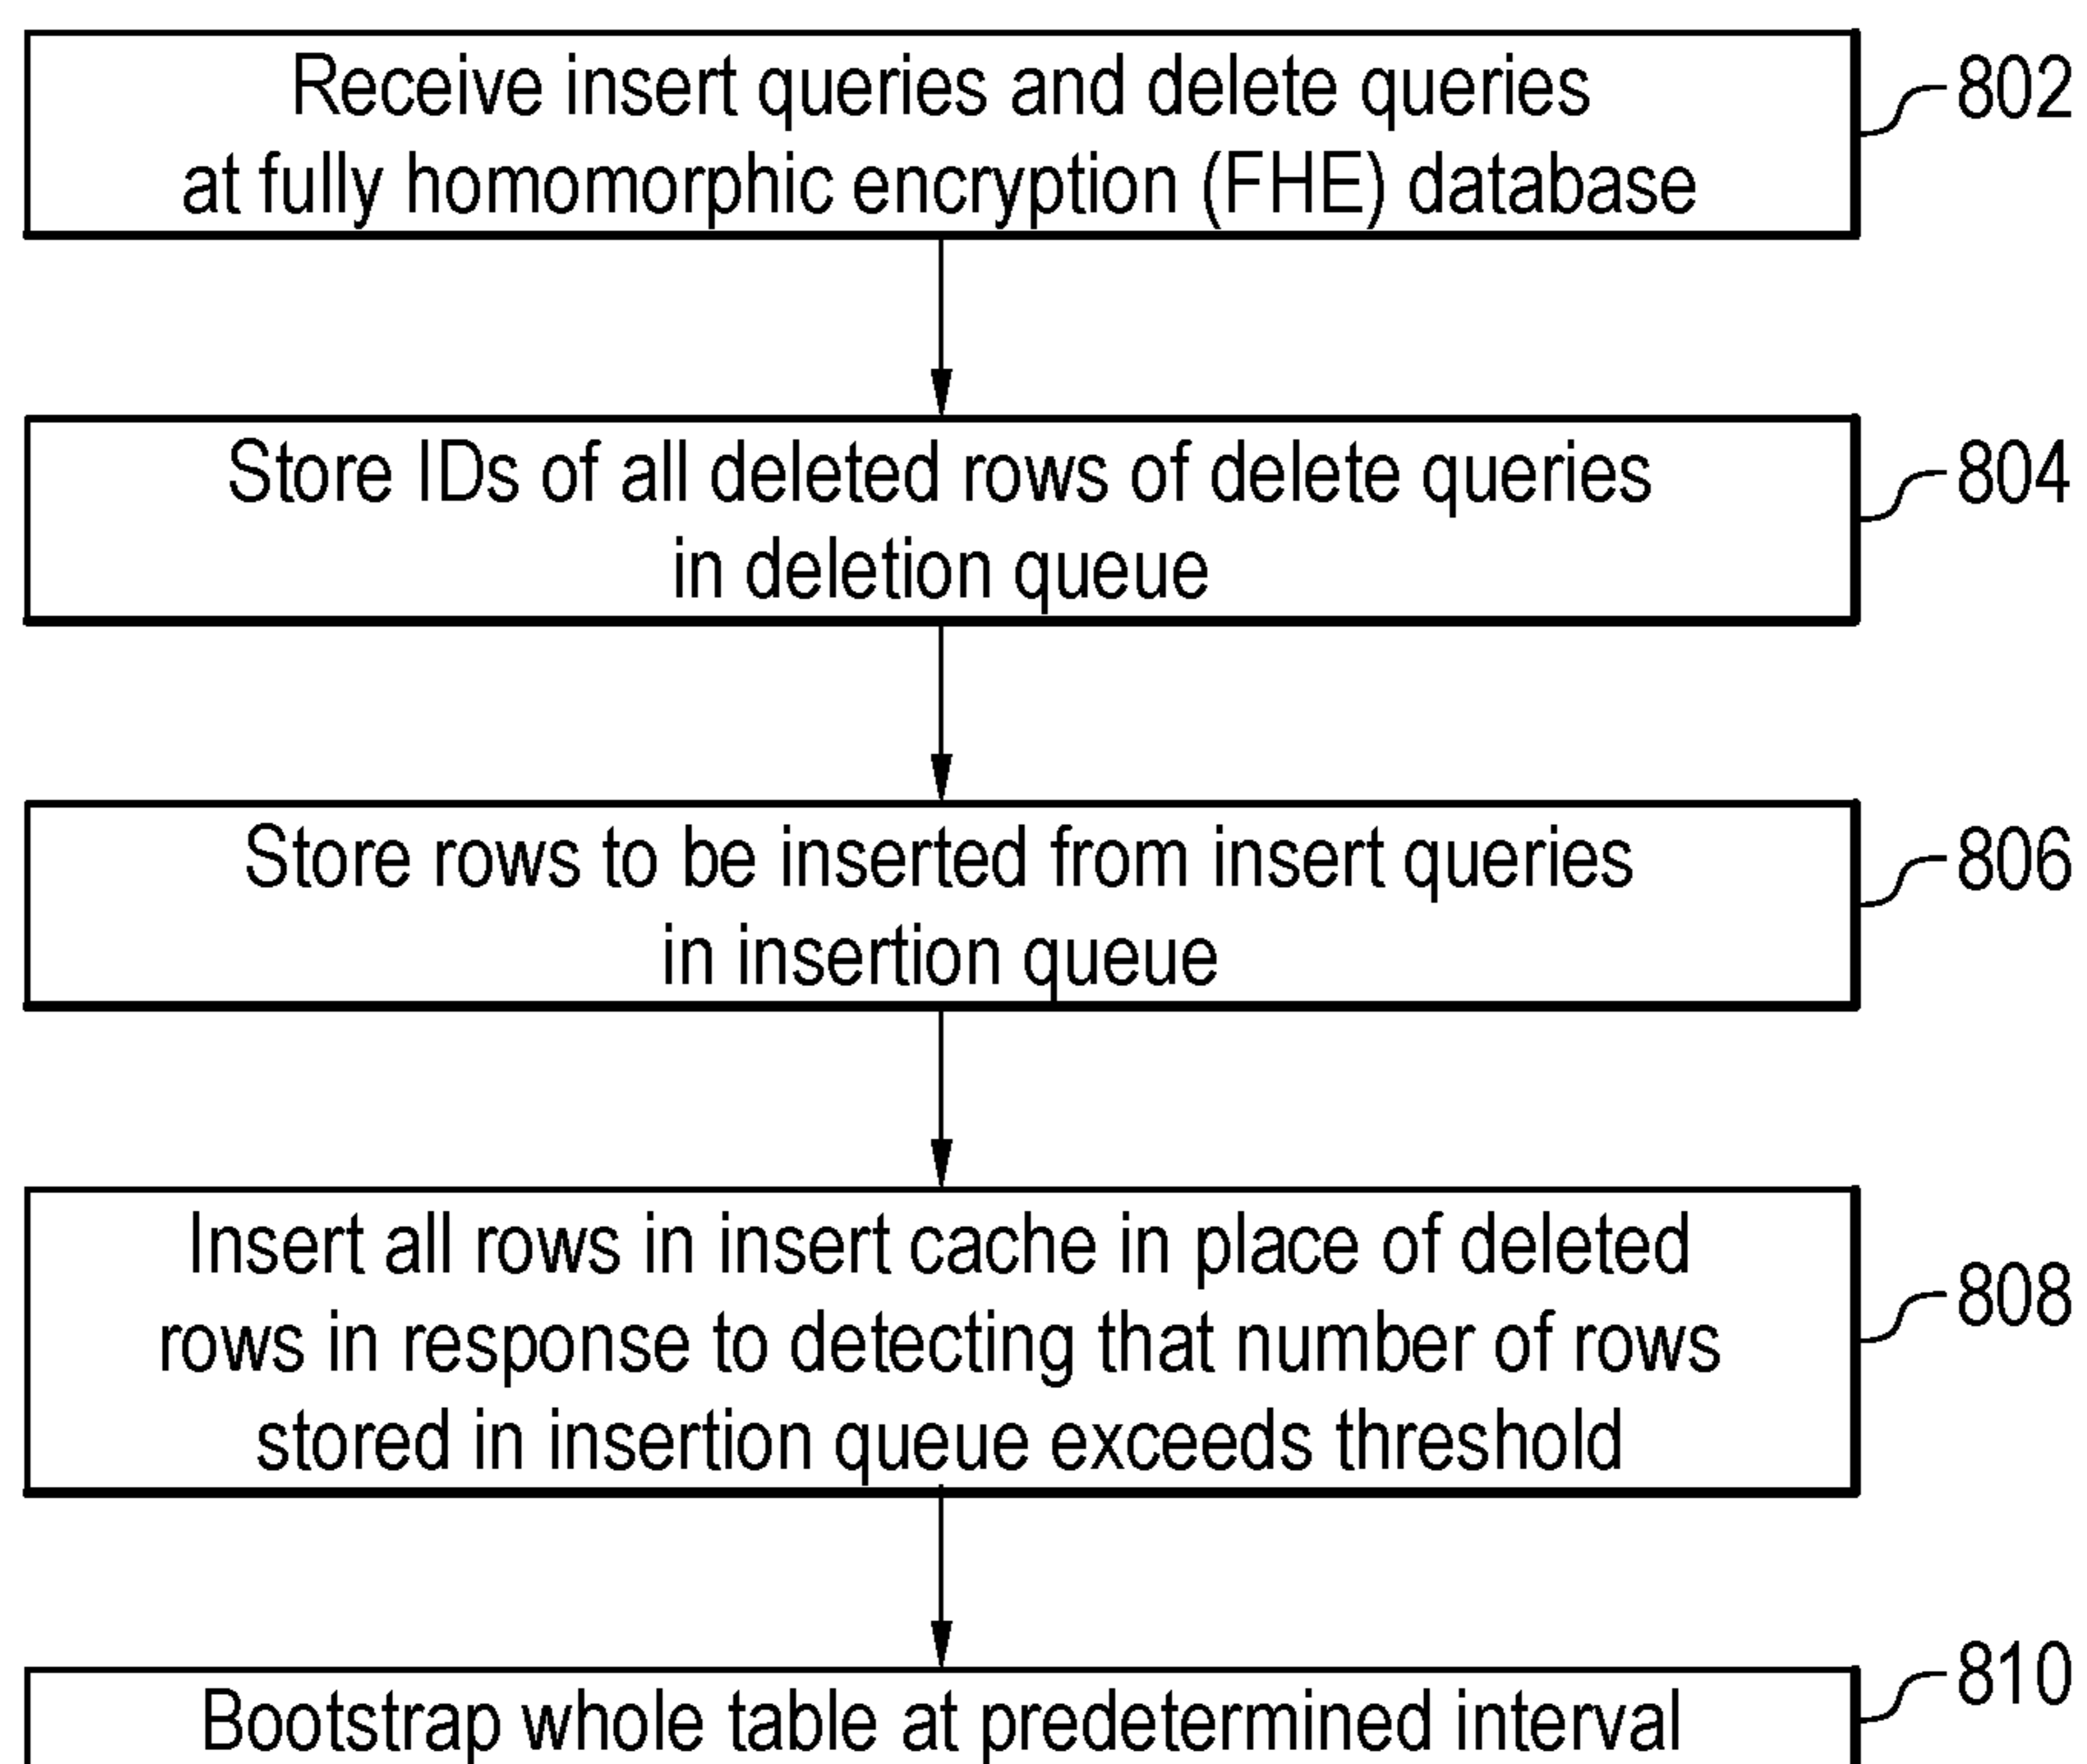 Receive insert queries and delete queries
at fully homomorphic encryption (FHE) database
802
Store IDs of all deleted rows of delete queries
in deletion queue
804
Store rows to be inserted from insert queries
in insertion queue
806
Insert all rows in insert cache in place of deleted
rows in response to detecting that number of rows
stored in insertion queue exceeds threshold
808
Bootstrap whole table at predetermined interval
810